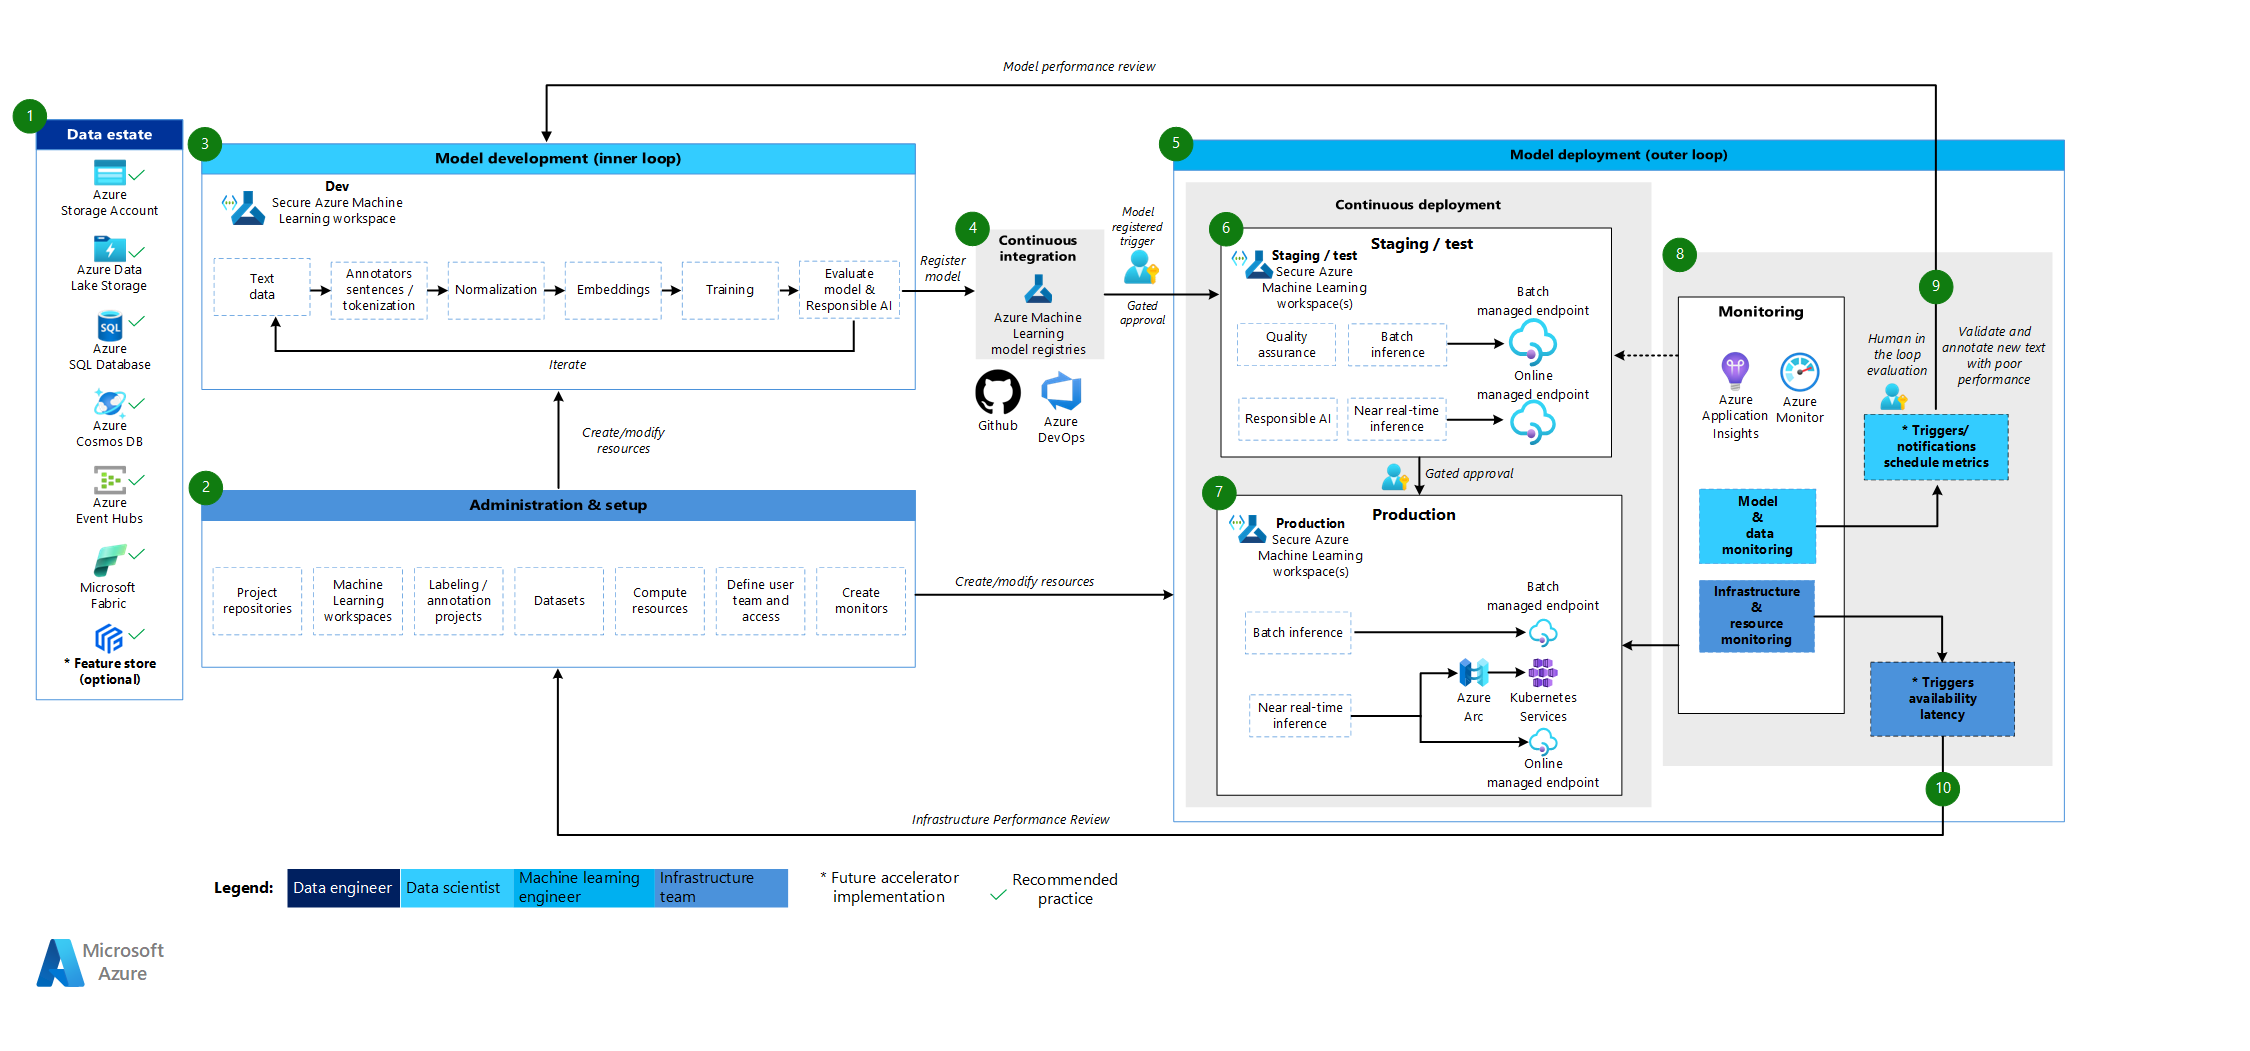 Model performance review
1
Data estate
Azure
Storage Account
Azure Data
Lake Storage
SQL
Azure
SQL Database
Azure
Cosmos DB
Azure
Event Hubs
Microsoft
Fabric
* Feature store
(optional)
3
Model development (inner loop)
Dev
Secure Azure Machine
Learning workspace
Text
data
Annotators
sentences /
tokenization
Normalization
Embeddings
Training
Evaluate
model &
Responsible AI
Iterate
Register
model
Create/modify
resources
2
Administration & setup
Project
repositories
Machine
Learning
workspaces
Labeling /
annotation
projects
Datasets
Compute
resources
Define user
team and
access
Create
monitors
Create/modify resources
4
Continuous
integration
Azure Machine
Learning
model registries
Github
Azure
DevOps
Model
registered
trigger
Gated
approval
5
Model deployment (outer loop)
Continuous deployment
6
Staging / test
Staging / test
Secure Azure
Machine Learning
workspace(s)
Quality
assurance
Batch
inference
Batch
managed endpoint
Responsible AI
Near real-time
inference
Online
managed endpoint
Gated approval
7
Production
Production
Secure Azure
Machine Learning
workspace(s)
Batch inference
Batch
managed endpoint
Near real-time
inference
Azure
Arc
Kubernetes
Services
Online
managed endpoint
8
Monitoring
Azure
Application
Insights
Azure
Monitor
Model
&
data
monitoring
Infrastructure
&
resource
monitoring
9
Human in
the loop
evaluation
Validate and
annotate new text
with poor
performance
* Triggers/
notifications
schedule metrics
* Triggers
availability
latency
10
Infrastructure Performance Review
Legend:
Data engineer
Data scientist
Machine learning
engineer
Infrastructure
team
* Future accelerator
implementation
Recommended
practice
Microsoft
Azure